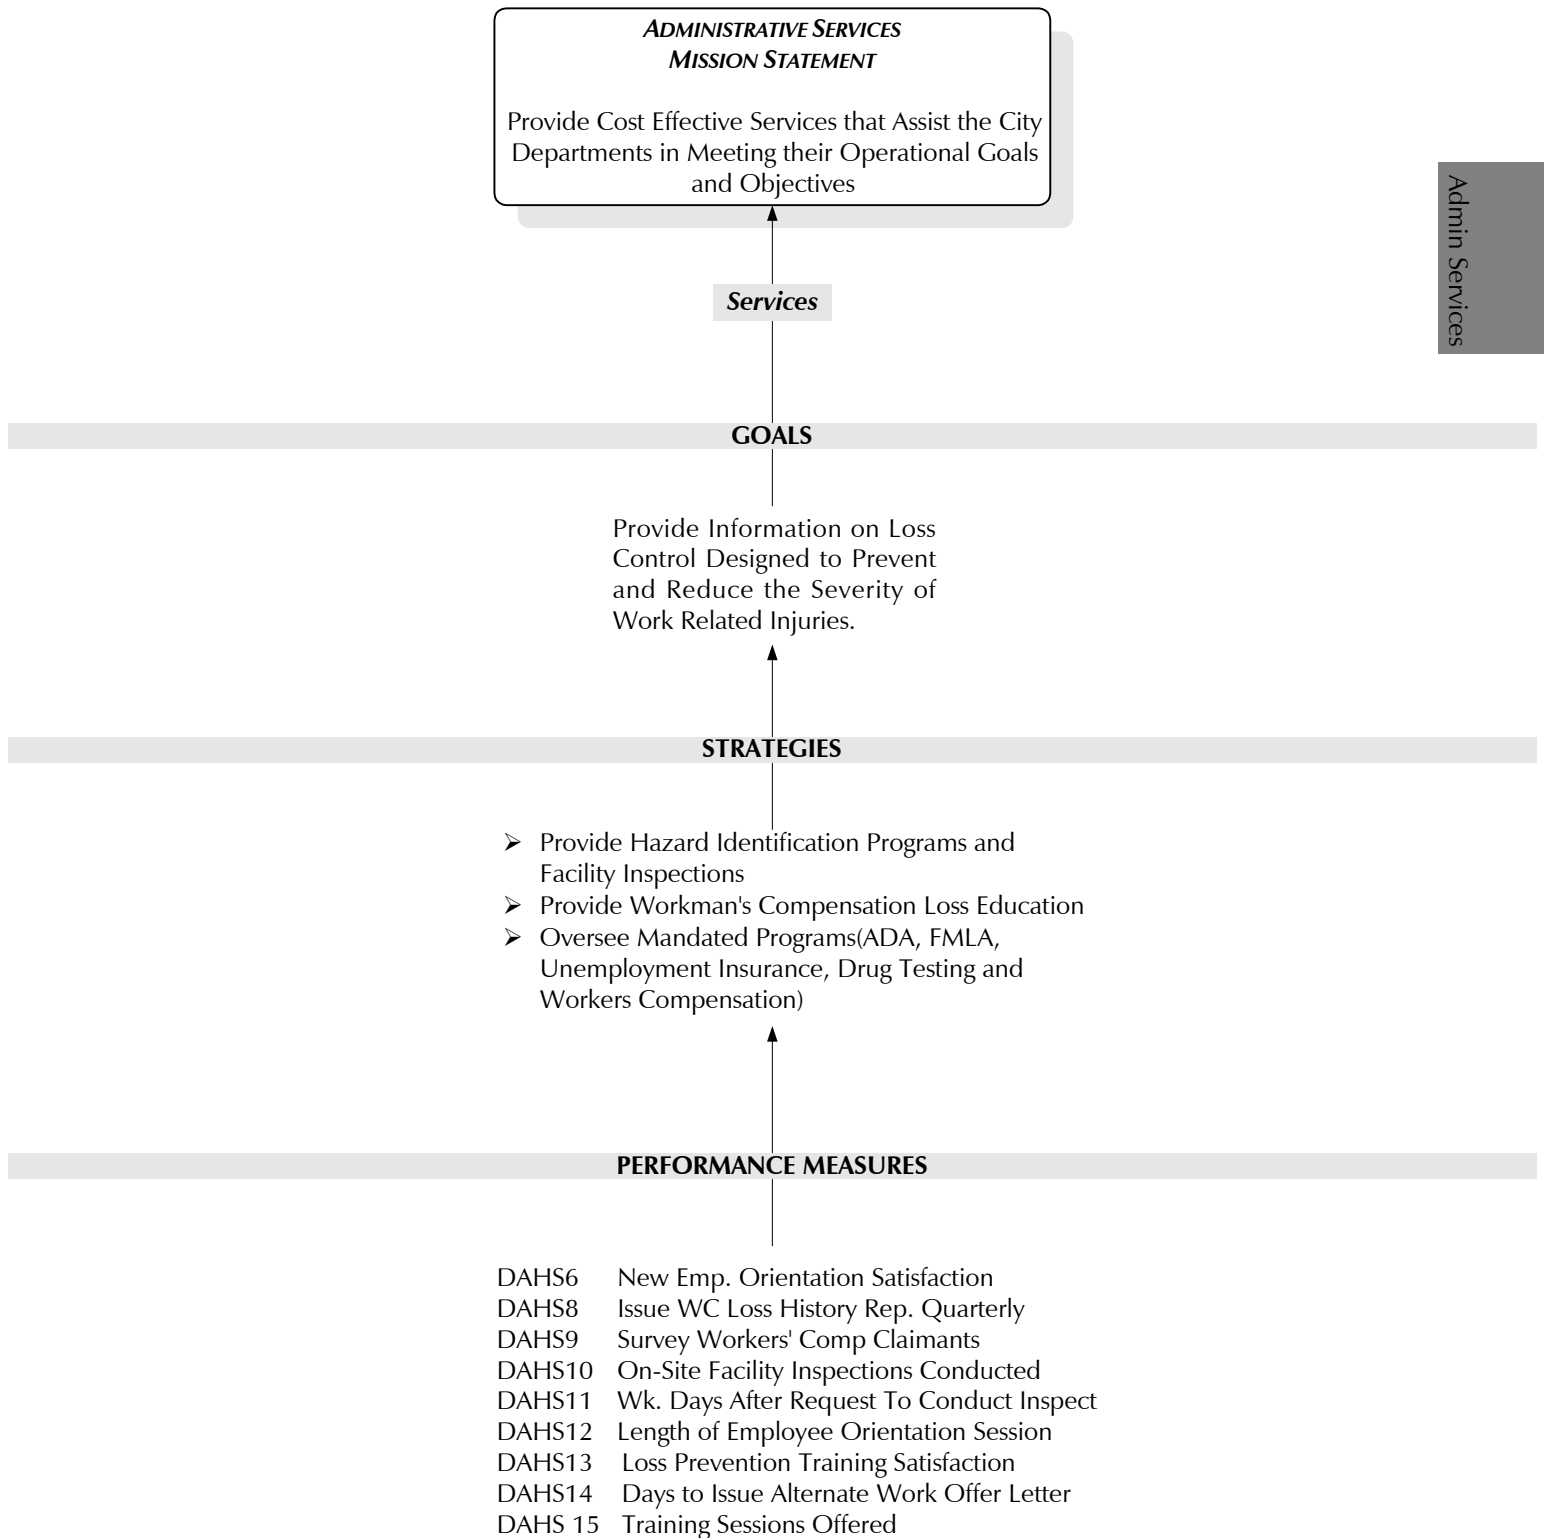 ADMINISTRATIVE SERVICES
MISSION STATEMENT
Provide Cost Effective Services that Assist the City
Departments in Meeting their Operational Goals
and Objectives
Admin Services
Services
GOALS
Provide Information on Loss
Control Designed to Prevent
and Reduce the Severity of
Work Related Injuries.
STRATEGIES
➢ Provide Hazard Identification Programs and
Facility Inspections
➢ Provide Workman's Compensation Loss Education
➢ Oversee Mandated Programs(ADA, FMLA,
Unemployment Insurance, Drug Testing and
Workers Compensation)
PERFORMANCE MEASURES
DAHS6 New Emp. Orientation Satisfaction
DAHS8 Issue WC Loss History Rep. Quarterly
DAHS9 Survey Workers' Comp Claimants
DAHS10 On-Site Facility Inspections Conducted
DAHS11 Wk. Days After Request To Conduct Inspect
DAHS12 Length of Employee Orientation Session
DAHS13 Loss Prevention Training Satisfaction
DAHS14 Days to Issue Alternate Work Offer Letter
DAHS 15 Training Sessions Offered